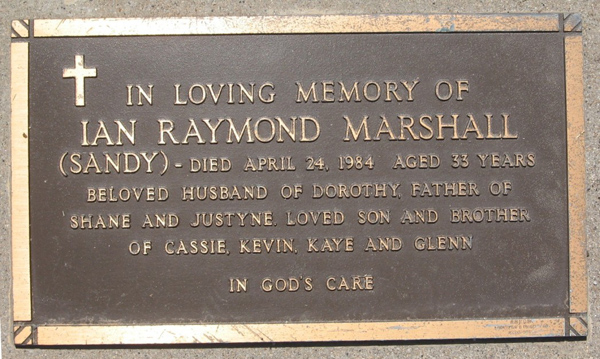 IN LOVING MEMORY OF
IAN RAYMOND MARSHALL
(SANDY) - DIED APRIL 24, 1984 AGED 33 YEARS
BELOVED HUSBAND OF DOROTHY, FATHER OF
SHANE AND JUSTYNE. LOVED SON AND BROTHER
OF CASSIE, KEVIN, KAYE AND GLENN
IN GOD'S CARE